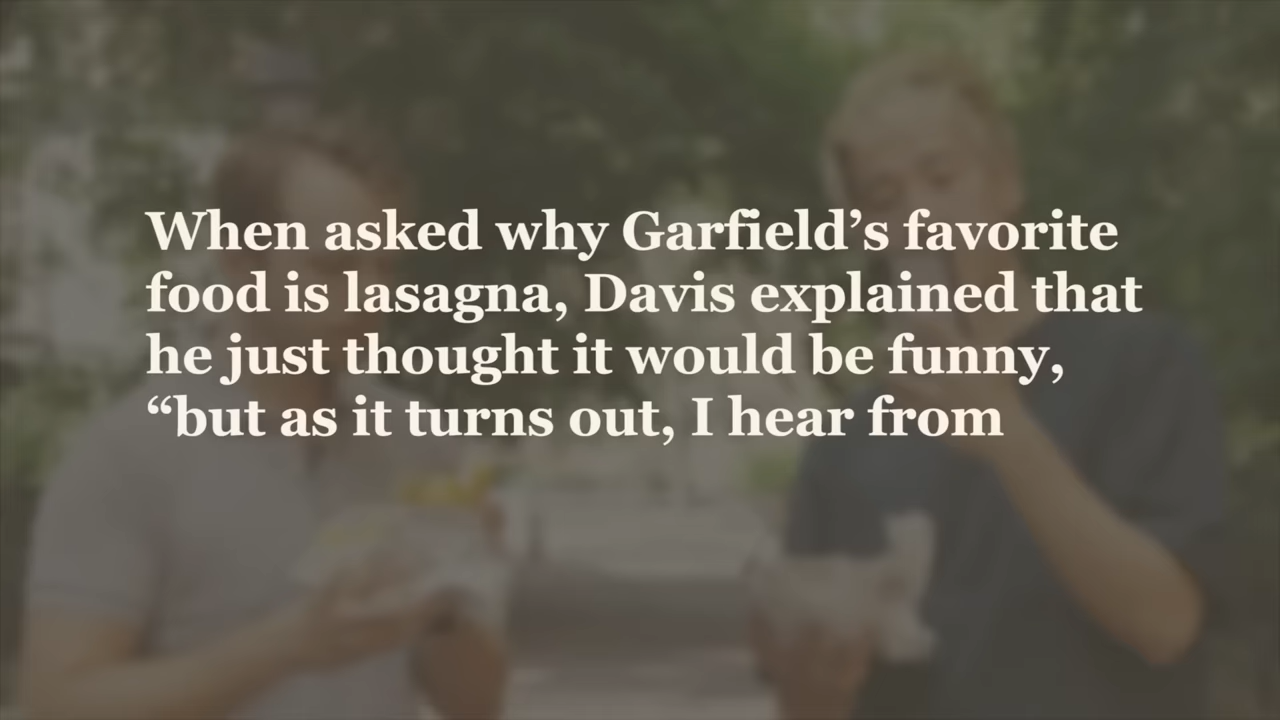 When asked why Garfield’s favorite
food is lasagna, Davis explained that
he just thought it would be funny,
“but as it turns out, I hear from